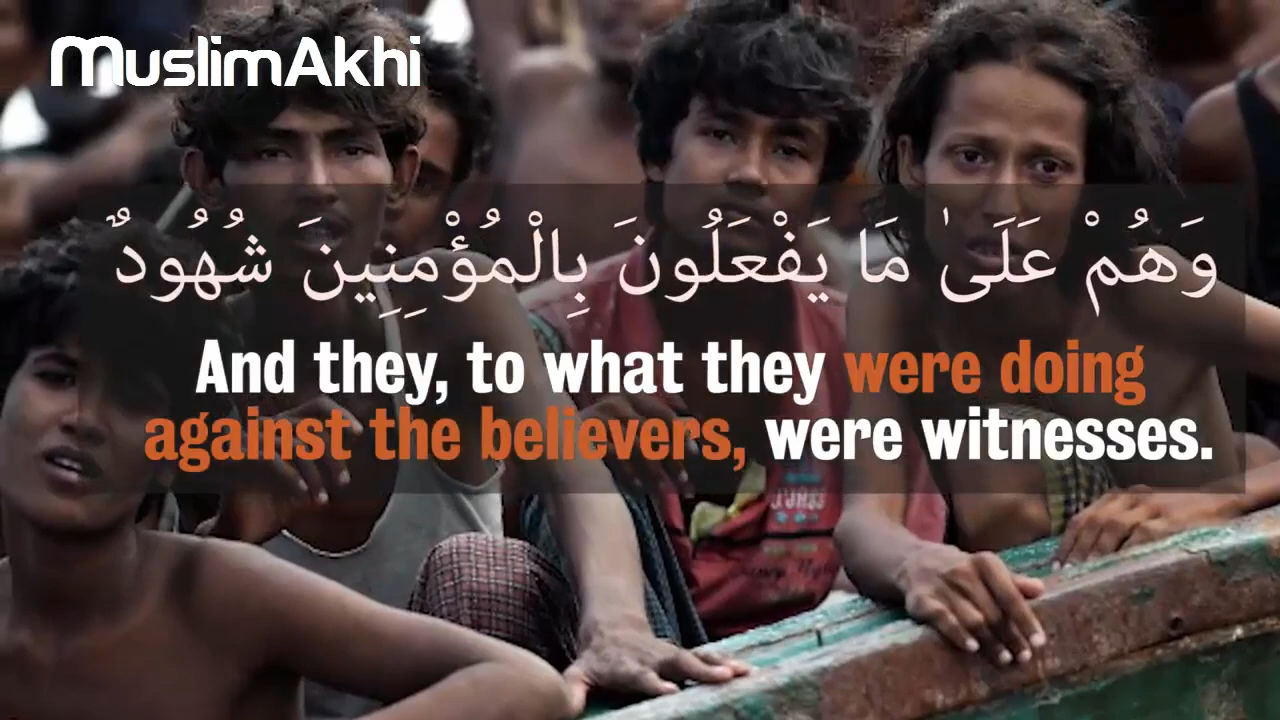 MuslimAkhi
وَهُمْ عَلَىٰ مَا يَفْعَلُونَ بِالْمُؤْمِنِينَ شُهُودٌ
And they, to what they were doing
against the believers, were witnesses.